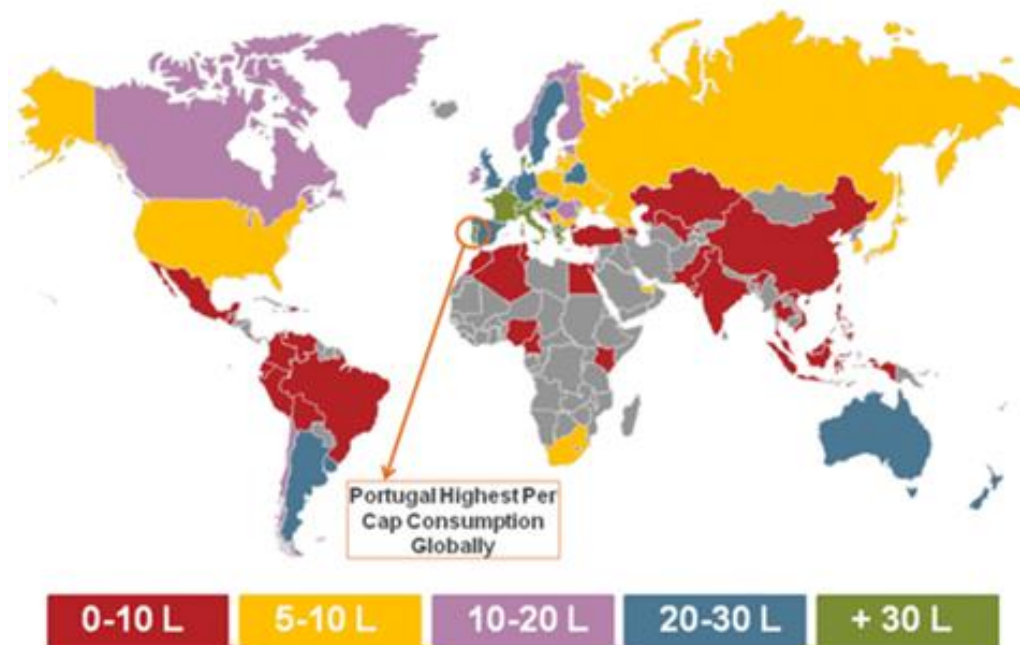 Portugal Highest Per
Cap Consumption
Globally
0-10 L
5-10 L
10-20 L
20-30 L
+ 30 L